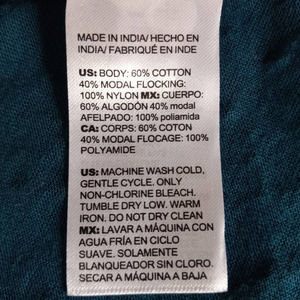 MADE IN INDIA/ HECHO EN
INDIA/ FABRIQUÉ EN INDE
US: BODY: 60% COTTON
40% MODAL FLOCKING:
100% NYLON MX: CUERPO:
60% ALGODÓN 40% modal
AFELPADO: 100% poliamida
CA: CORPS: 60% COTON
40% MODAL FLOCAGE: 100%
POLYAMIDE
US: MACHINE WASH COLD,
GENTLE CYCLE. ONLY
NON-CHLORINE BLEACH.
TUMBLE DRY LOW. WARM
IRON. DO NOT DRY CLEAN
MX: LAVAR A MÁQUINA CON
AGUA FRÍA EN CICLO
SUAVE. SOLAMENTE
BLANQUEADOR SIN CLORO.
SECAR A MÁQUINA A BAJA